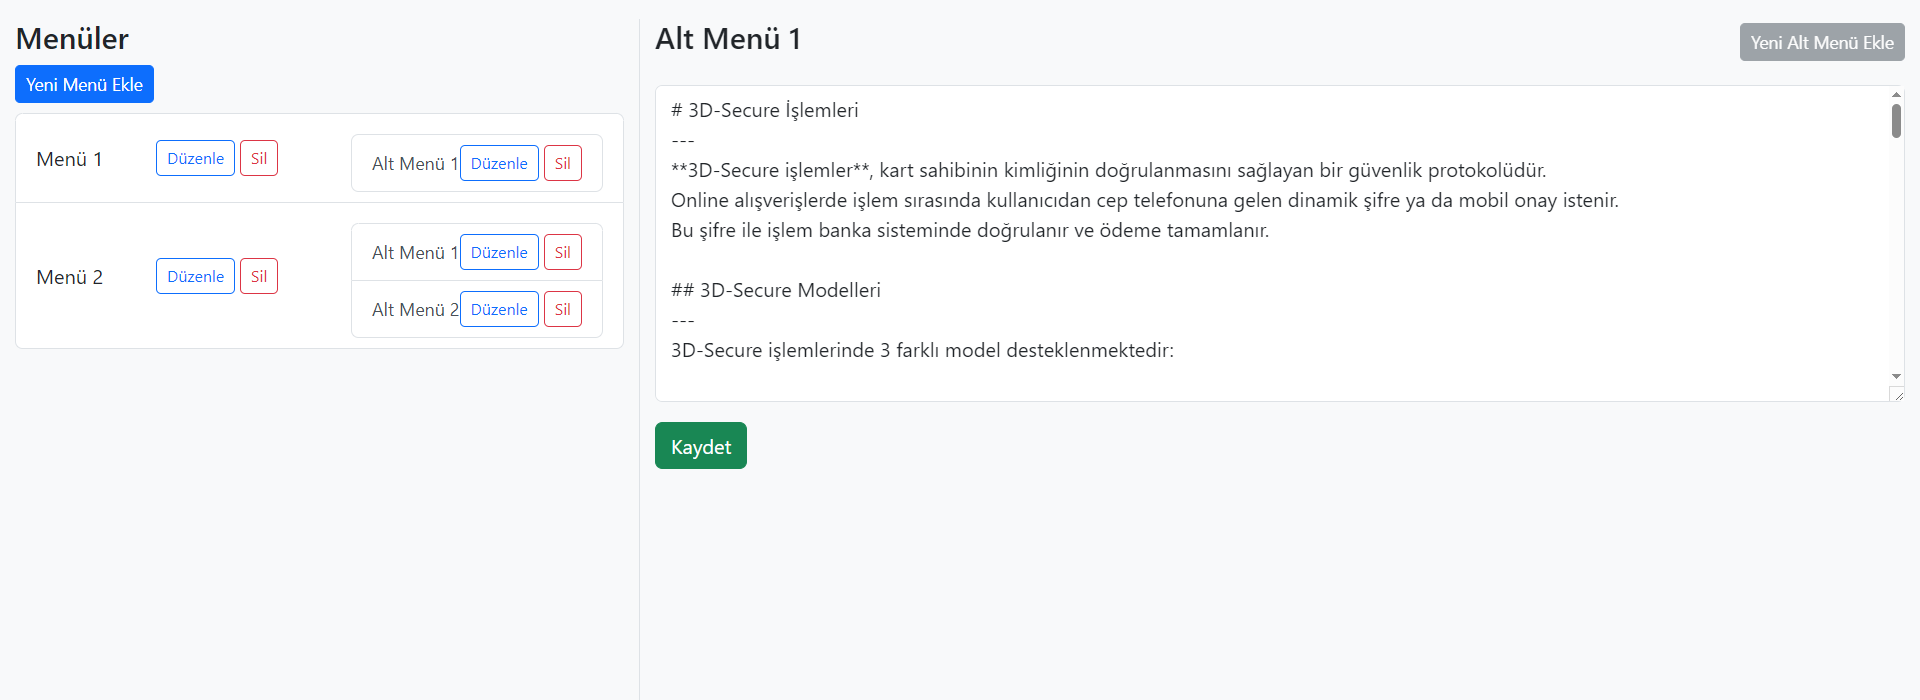 Menüler
Yeni Menü Ekle
Menü 1 Düzenle Sil Alt Menü 1 Düzenle Sil
Alt Menü 1 Düzenle Sil
Menü 2 Düzenle Sil
Alt Menü 2 Düzenle Sil
Alt Menü 1
Yeni Alt Menü Ekle
# 3D-Secure İşlemleri
---
**3D-Secure işlemler**, kart sahibinin kimliğinin doğrulanmasını sağlayan bir güvenlik protokolüdür.
Online alışverişlerde işlem sırasında kullanıcıdan cep telefonuna gelen dinamik şifre ya da mobil onay istenir.
Bu şifre ile işlem banka sisteminde doğrulanır ve ödeme tamamlanır.
## 3D-Secure Modelleri
---
3D-Secure işlemlerinde 3 farklı model desteklenmektedir:
Kaydet